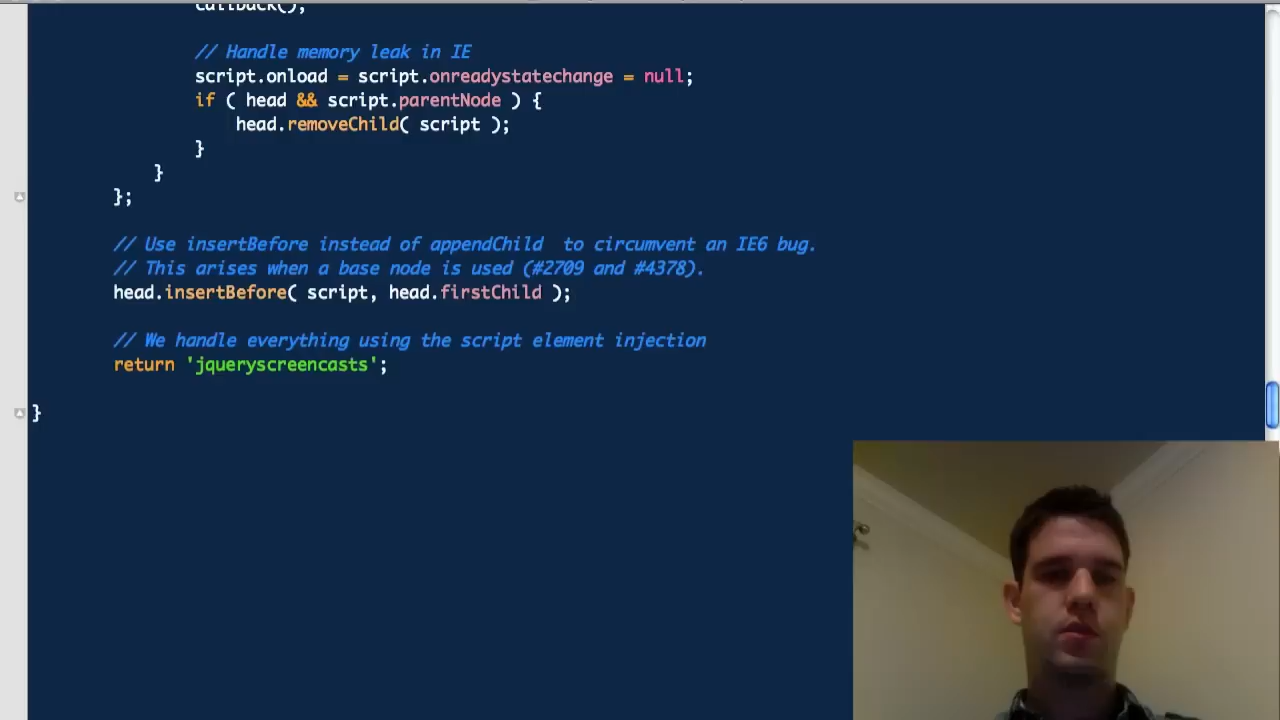 callback();
// Handle memory leak in IE
script.onload = script.onreadystatechange = null;
if ( head && script.parentNode ) {
head.removeChild( script );
}
}
};
// Use insertBefore instead of appendChild  to circumvent an IE6 bug.
// This arises when a base node is used (#2709 and #4378).
head.insertBefore( script, head.firstChild );
// We handle everything using the script element injection
return 'jqueryscreencasts';
}